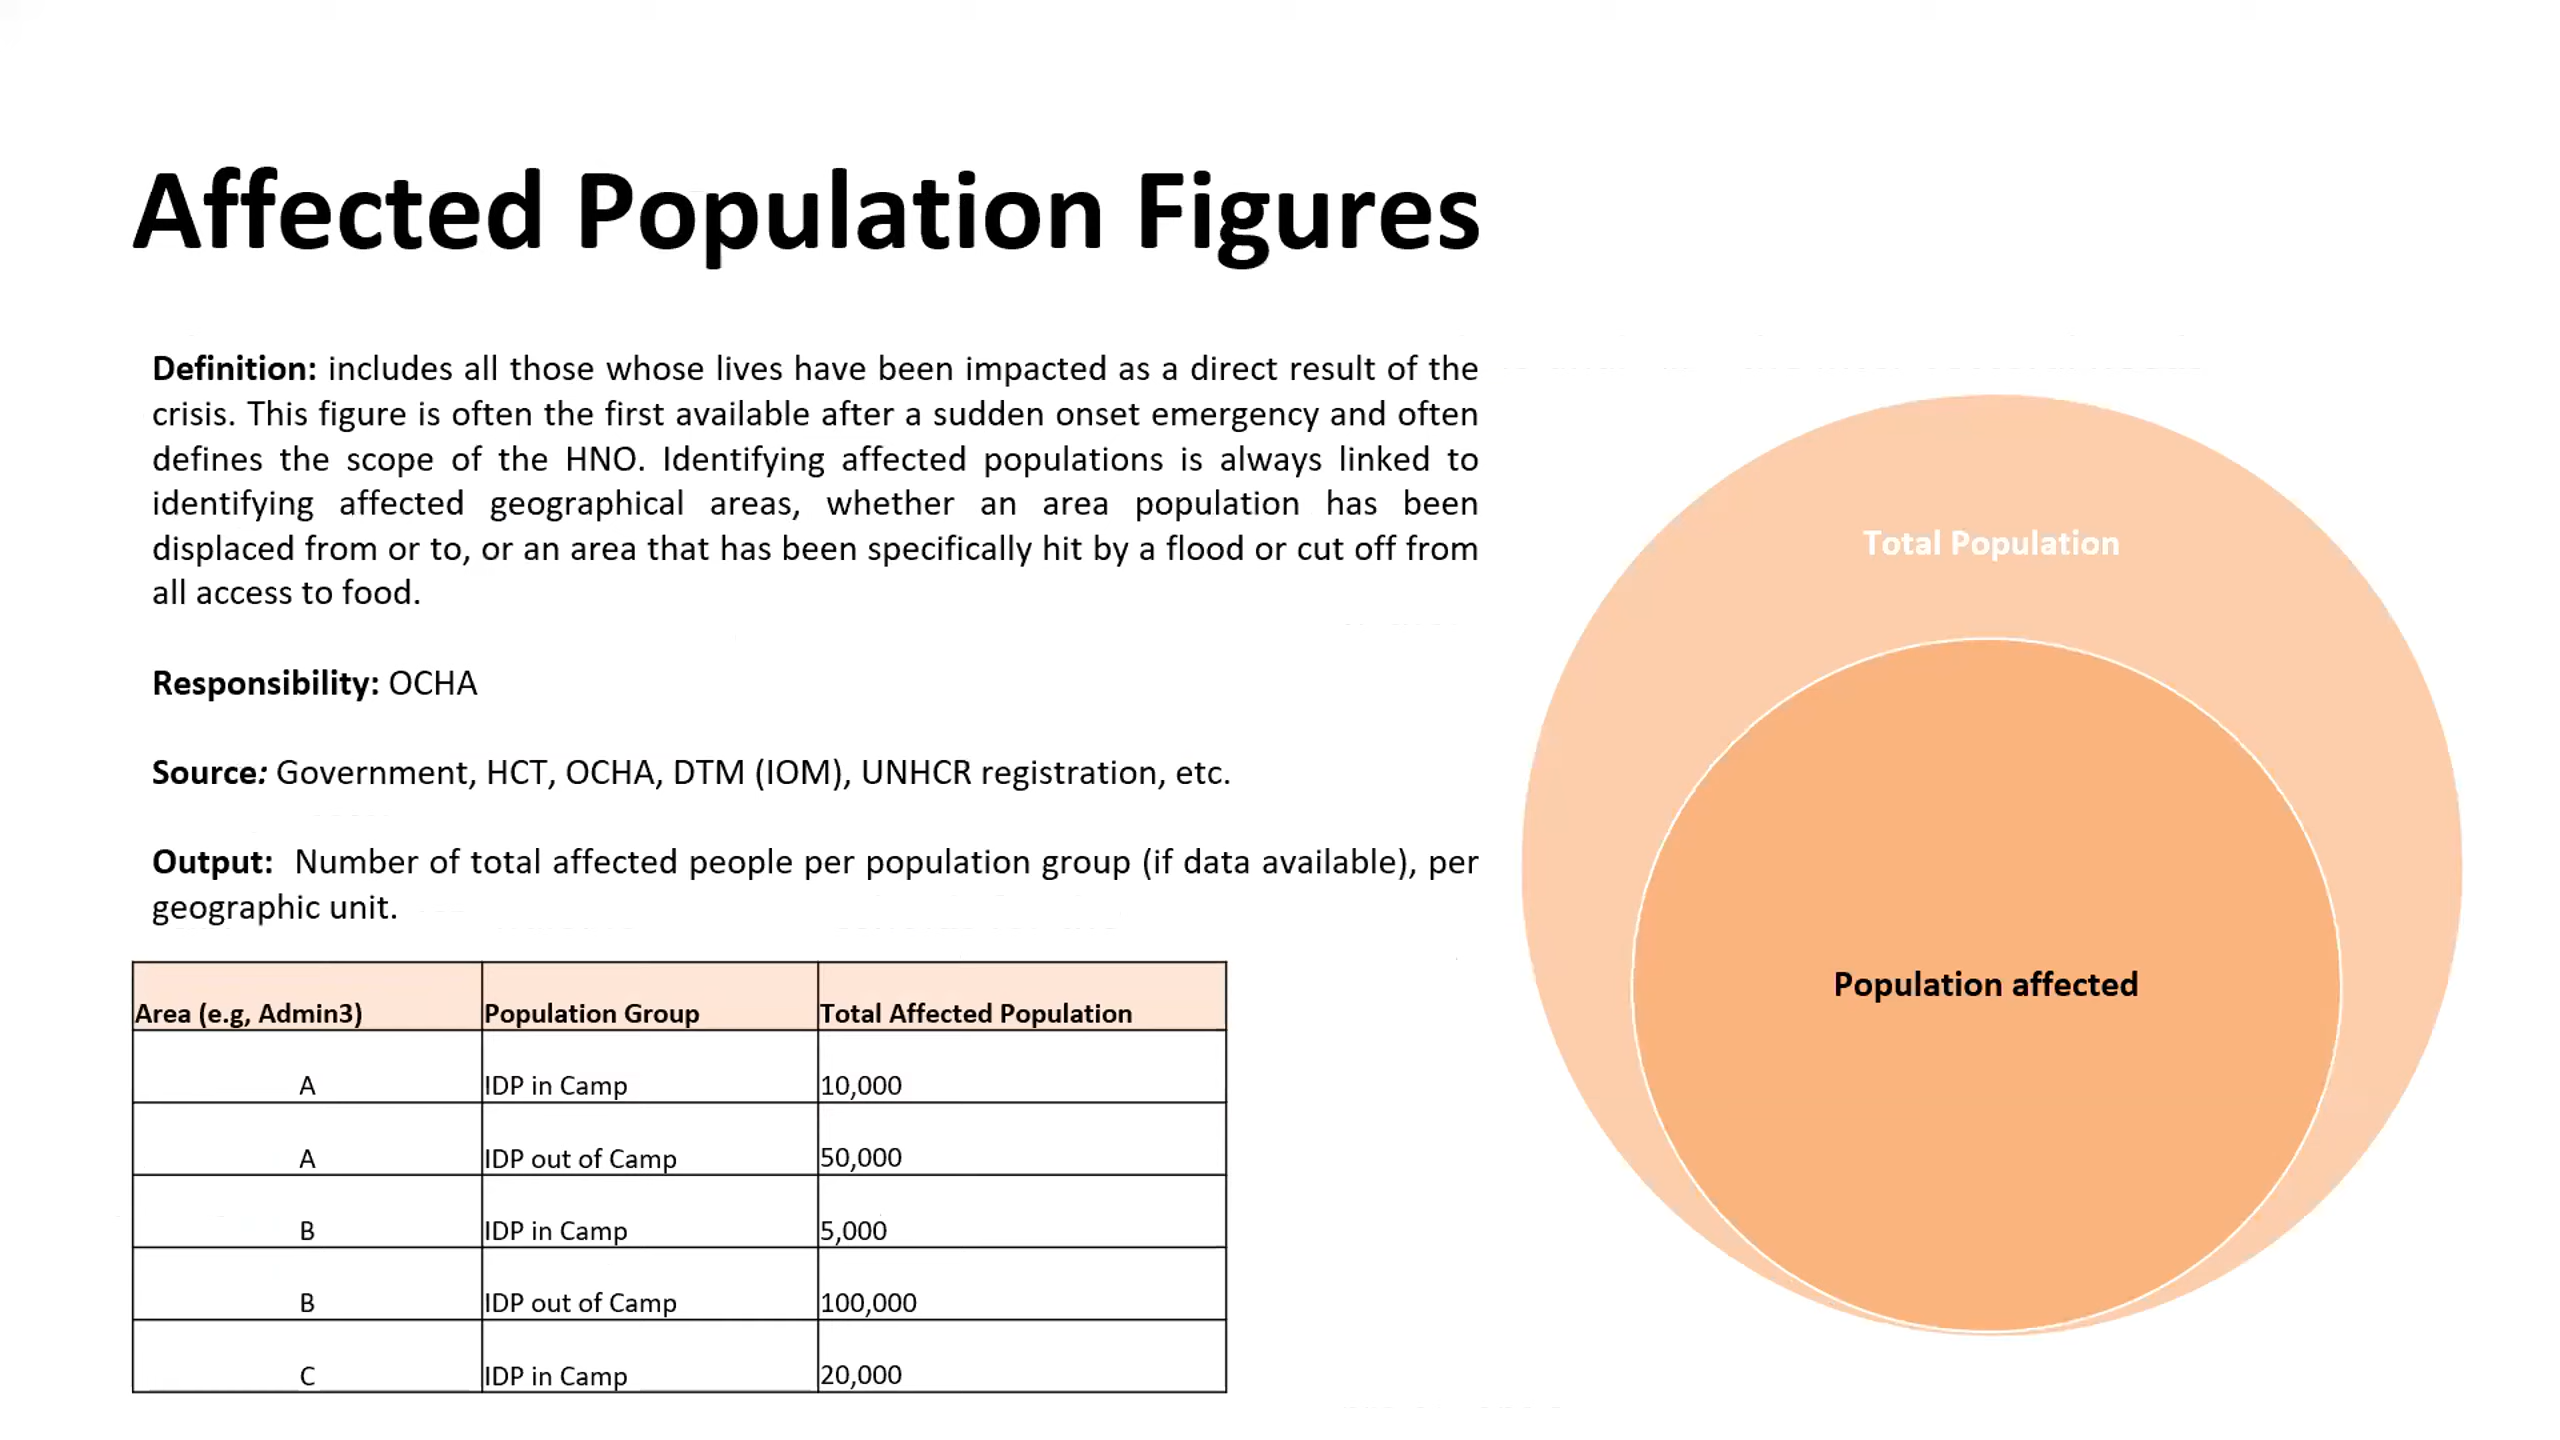 Affected Population Figures
Definition: includes all those whose lives have been impacted as a direct result of the
crisis. This figure is often the first available after a sudden onset emergency and often
defines the scope of the HNO. Identifying affected populations is always linked to
identifying affected geographical areas, whether an area population has been
displaced from or to, or an area that has been specifically hit by a flood or cut off from
all access to food.
Responsibility: OCHA
Source: Government, HCT, OCHA, DTM (IOM), UNHCR registration, etc.
Output: Number of total affected people per population group (if data available), per
geographic unit.
Area (e.g, Admin3) Population Group Total Affected Population
A IDP in Camp 10,000
A IDP out of Camp 50,000
B IDP in Camp 5,000
B IDP out of Camp 100,000
C IDP in Camp 20,000
Total Population
Population affected